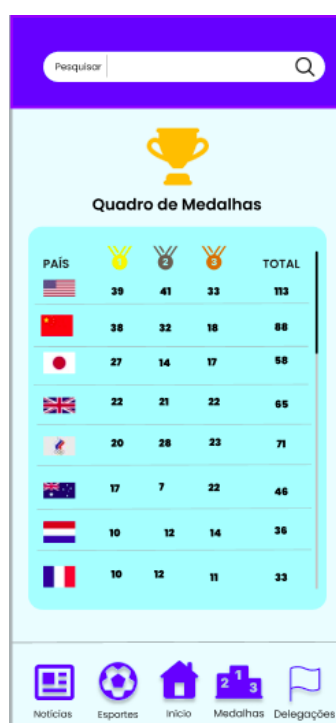 Pesquisar
Quadro de Medalhas
PAÍS 1 2 3 TOTAL
39 41 33 113
38 32 18 88
27 14 17 58
22 21 22 65
20 28 23 71
17 7 22 46
10 12 14 36
10 12 11 33
2 1 3
Notícias Esportes Início Medalhas Delegações